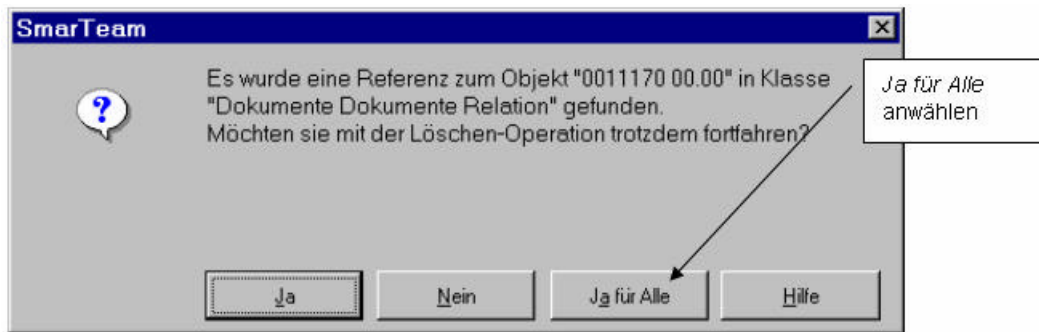 SmarTeam
Es wurde eine Referenz zum Objekt "0011170 00.00" in Klasse
"Dokumente Dokumente Relation" gefunden.
Möchten sie mit der Löschen-Operation trotzdem fortfahren?
Ja für Alle
anwählen
Ja
Nein
Ja für Alle
Hilfe